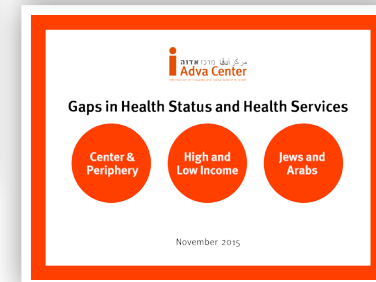 مركز أدفا מרכז אדוה
Adva Center
Gaps in Health Status and Health Services
Center &
Periphery
High and
Low Income
Jews and
Arabs
November 2015